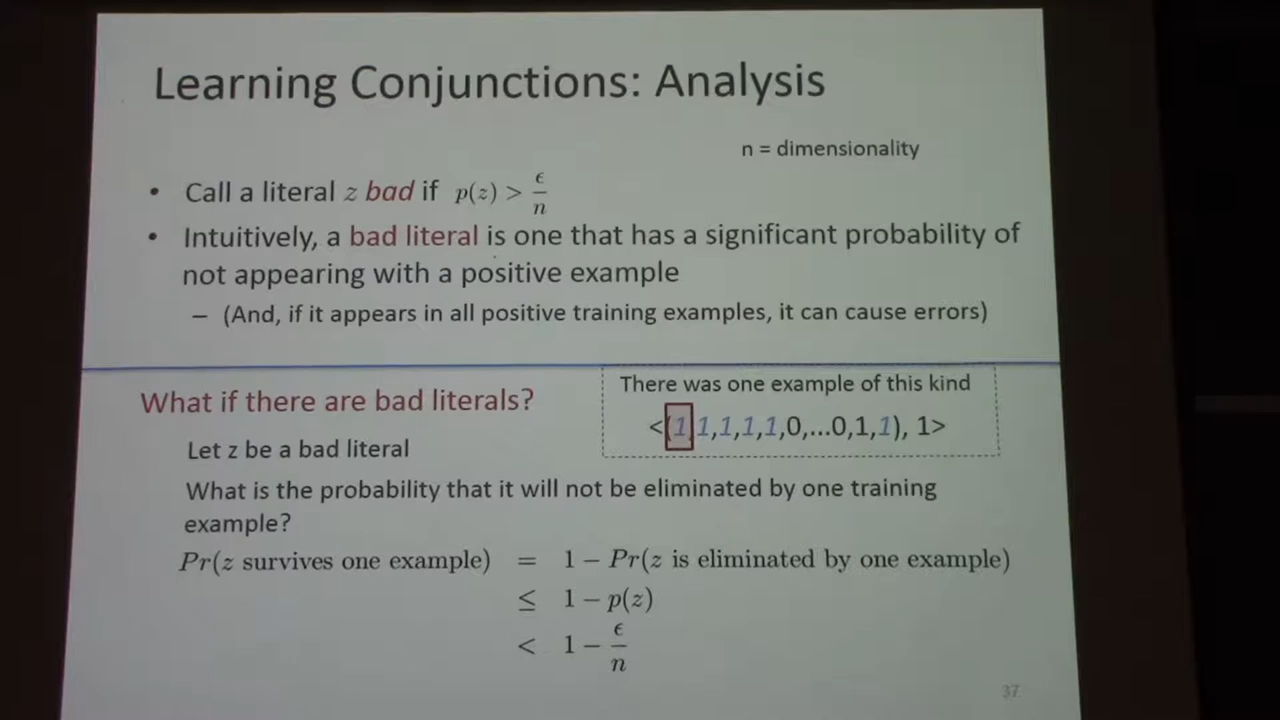 Learning Conjunctions: Analysis
n = dimensionality
• Call a literal z bad if p(z) > ϵ/n
• Intuitively, a bad literal is one that has a significant probability of
not appearing with a positive example
– (And, if it appears in all positive training examples, it can cause errors)
What if there are bad literals?
There was one example of this kind
<(1,1,1,1,1,0,...0,1,1), 1>
Let z be a bad literal
What is the probability that it will not be eliminated by one training
example?
Pr(z survives one example) = 1 − Pr(z is eliminated by one example)
≤ 1 − p(z)
< 1 − ϵ/n
37